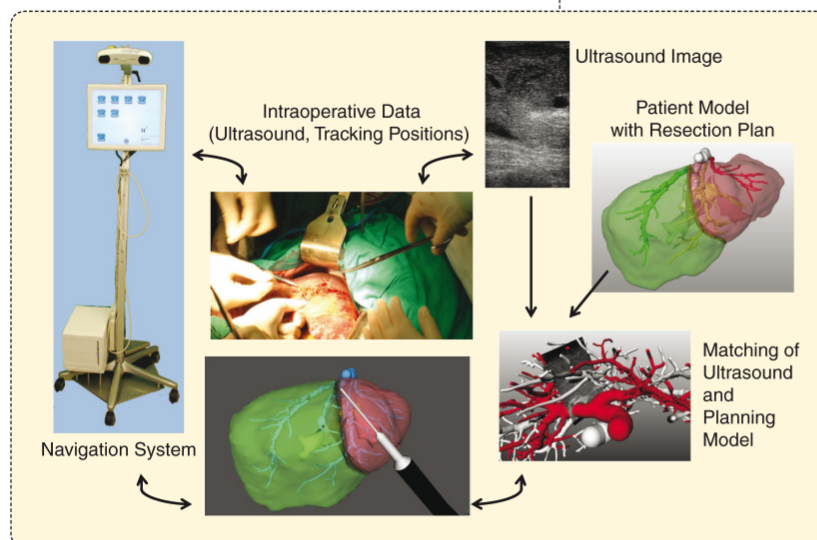 Ultrasound Image
Intraoperative Data
(Ultrasound, Tracking Positions)
Patient Model
with Resection Plan
Matching of
Ultrasound
and
Planning
Model
Navigation System